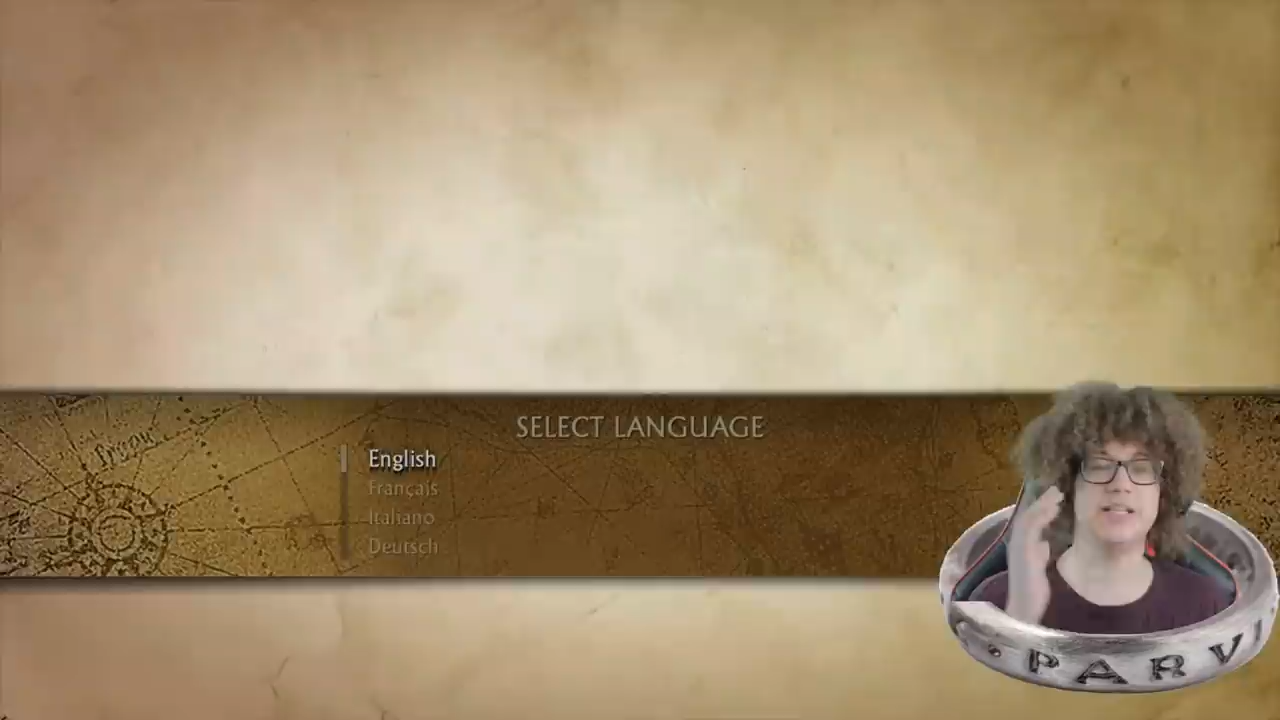 SELECT LANGUAGE
English
Français
Italiano
Deutsch
PARVI